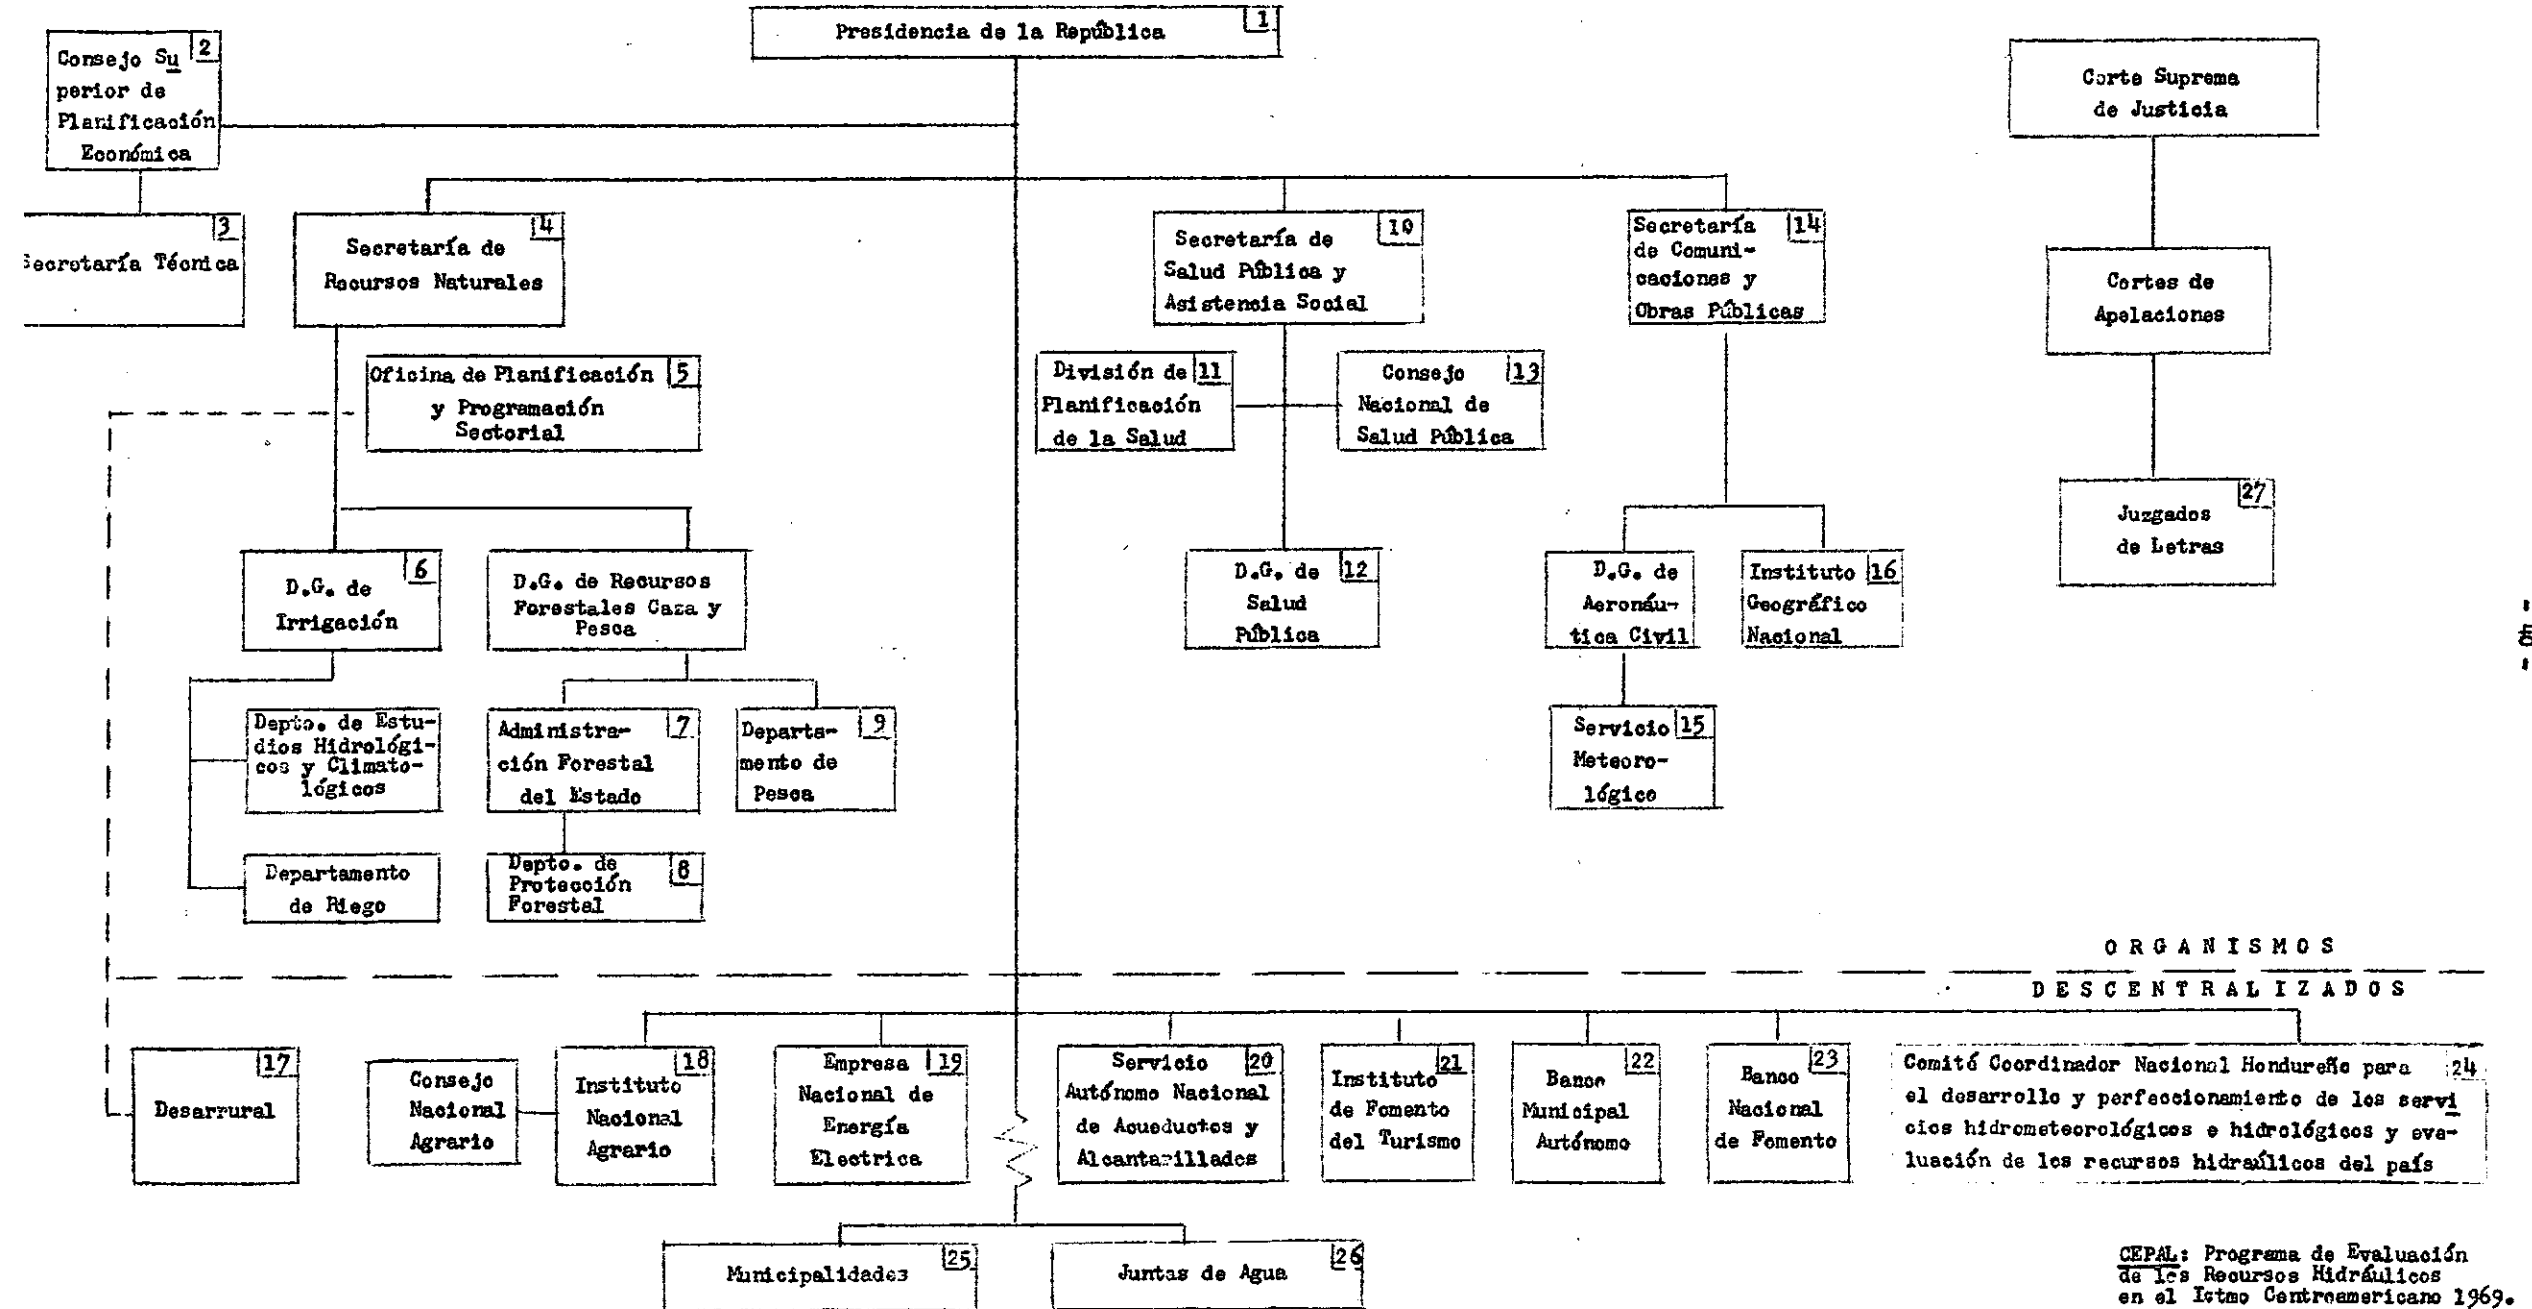 Presidencia de la República
1
Consejo Su
2
perior de
Planificación
Económica
Corte Suprema
de Justicia
3
Secretaría Técnica
4
Secretaría de
Recursos Naturales
10
Secretaría de
Salud Pública y
Asistencia Social
14
Secretaría
de Comuni-
caciones y
Obras Públicas
Cortes de
Apelaciones
Oficina de Planificación
5
y Programación
Sectorial
División de
11
Planificación
de la Salud
Consejo
13
Nacional de
Salud Pública
27
Juzgados
de Letras
6
D.G. de
Irrigación
D.G. de Recursos
Forestales Caza y
Pesca
D.G. de
12
Salud
Pública
D.G. de
Aeronáu-
tica Civil
Instituto
16
Geográfico
Nacional
Depto. de Estu-
dios Hidrológi-
cos y Climato-
lógicos
Administra-
7
ción Forestal
del Estado
Departa-
9
mento de
Pesca
Servicio
15
Meteoro-
lógico
Departamento
de Riego
Depto. de
8
Protección
Forestal
ORGANISMOS
DESCENTRALIZADOS
17
Desarrural
Consejo
Nacional
Agrario
18
Instituto
Nacional
Agrario
Empresa
19
Nacional de
Energía
Electrica
Servicio
20
Autónomo Nacional
de Acueductos y
Alcantarillados
21
Instituto
de Fomento
del Turismo
22
Banco
Municipal
Autónomo
23
Banco
Nacional
de Fomento
Comité Coordinador Nacional Hondureño para
24
el desarrollo y perfeccionamiento de los servi
cios hidrometeorológicos e hidrológicos y eva-
luación de los recursos hidraúlicos del país
25
Municipalidades
26
Juntas de Agua
CEPAL: Programa de Evaluación
de los Recursos Hidráulicos
en el Istmo Centroamericano 1969.